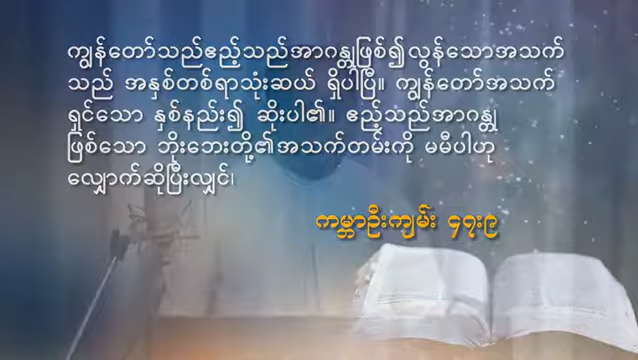 ကျွန်တော်သည်ဧည့်သည်အာဂန္တုဖြစ်၍လွန်သောအသက်
သည် အနှစ်တစ်ရာသုံးဆယ် ရှိပါပြီ။ ကျွန်တော်အသက်
ရှင်သော နှစ်နည်း၍ ဆိုးပါ၏။ ဧည့်သည်အာဂန္တု
ဖြစ်သော ဘိုးဘေးတို့၏အသက်တမ်းကို မမီပါဟု
လျှောက်ဆိုပြီးလျှင်၊
ကမ္ဘာဦးကျမ်း ၄၇း၉